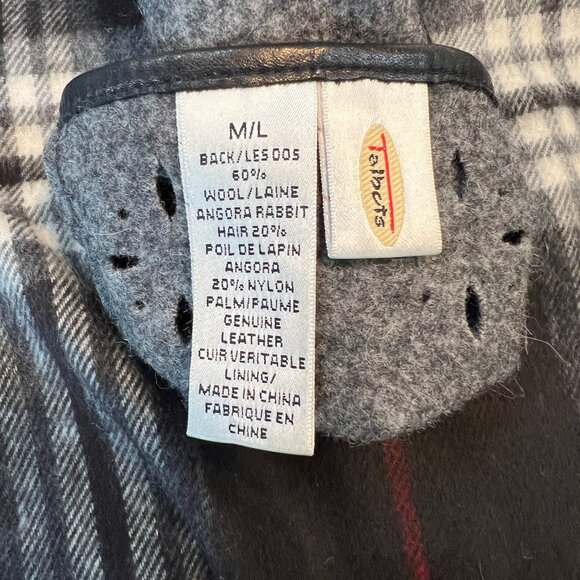 M/L
BACK/LES DOS
60%
WOOL/LAINE
ANGORA RABBIT
HAIR 20%
POIL DE LAPIN
ANGORA
20% NYLON
PALM/PAUME
GENUINE
LEATHER
CUIR VERITABLE
LINING/
MADE IN CHINA
FABRIQUE EN
CHINE
Talbots